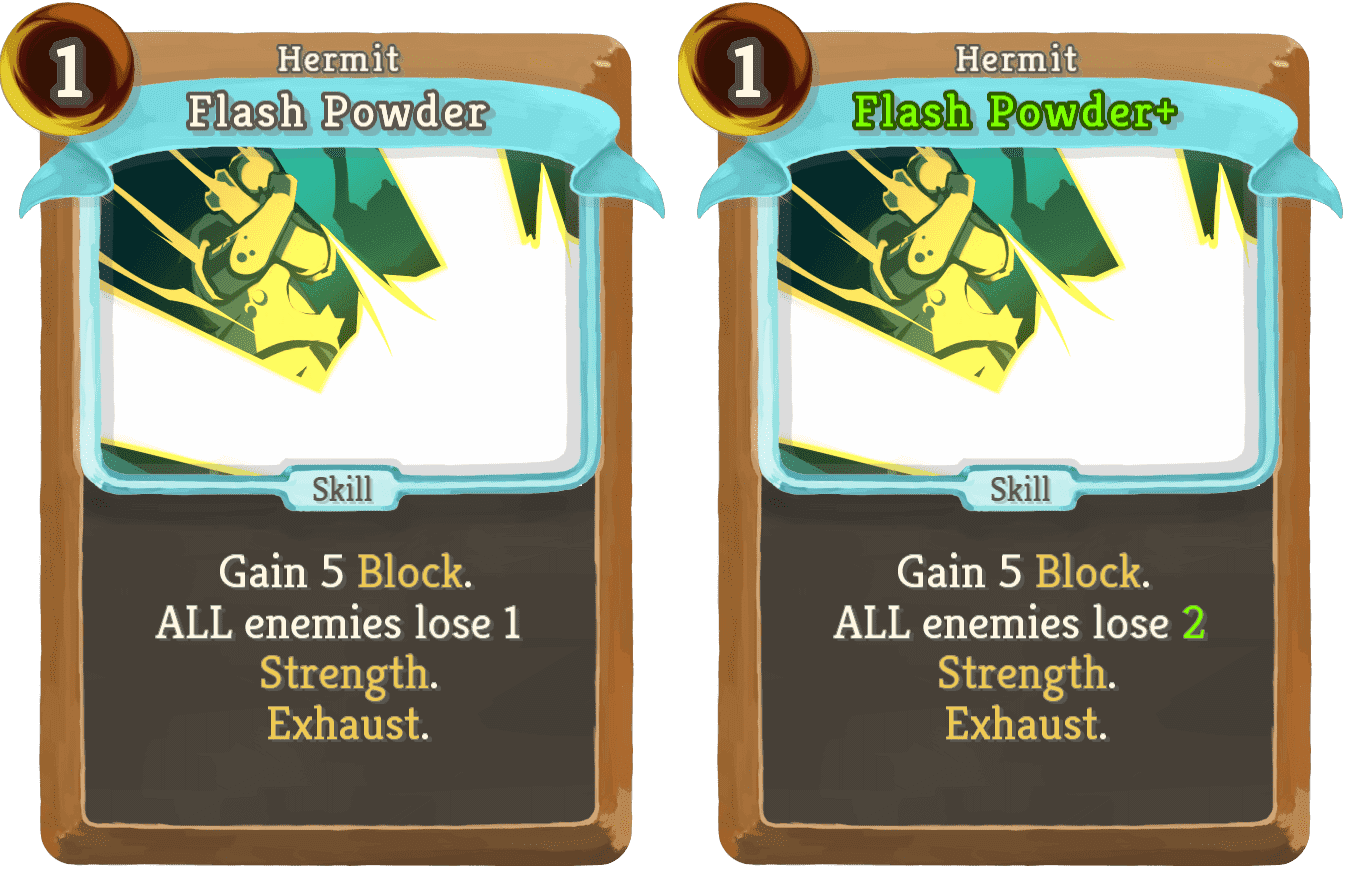 1
Hermit
Flash Powder
Skill
Gain 5 Block.
ALL enemies lose 1
Strength.
Exhaust.
1
Hermit
Flash Powder+
Skill
Gain 5 Block.
ALL enemies lose 2
Strength.
Exhaust.